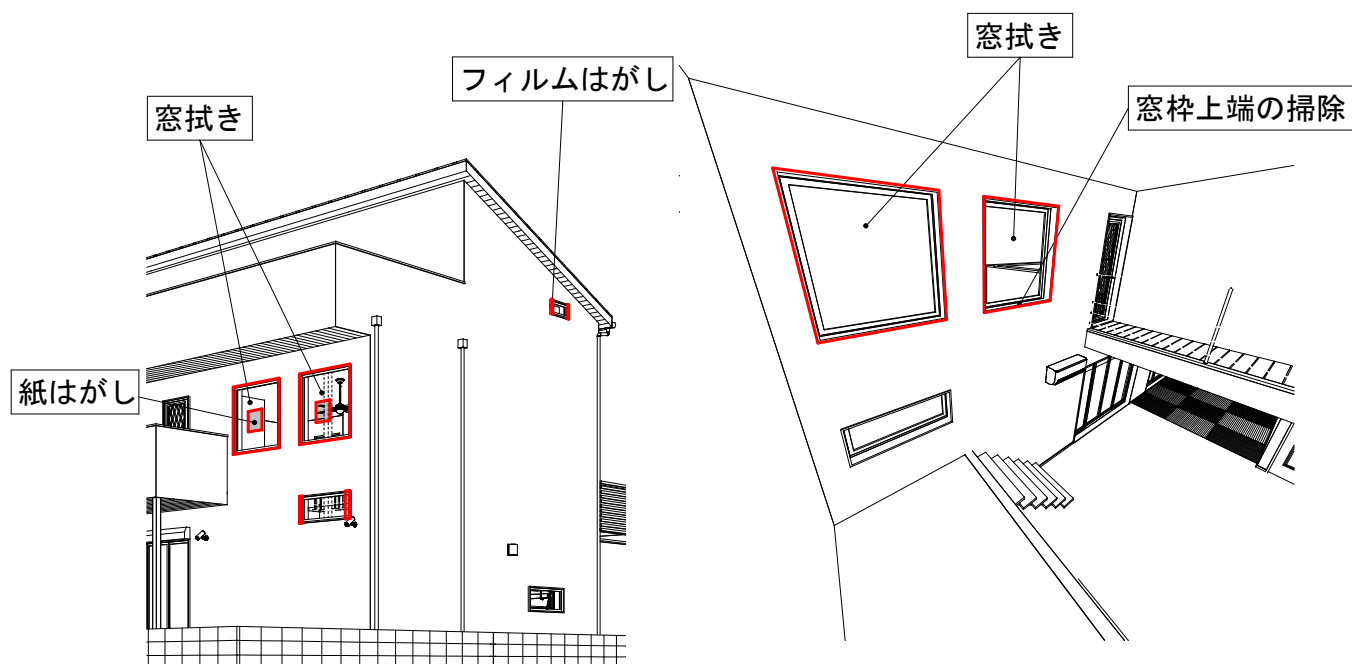 窓拭き
フィルムはがし
窓拭き
窓枠上端の掃除
紙はがし